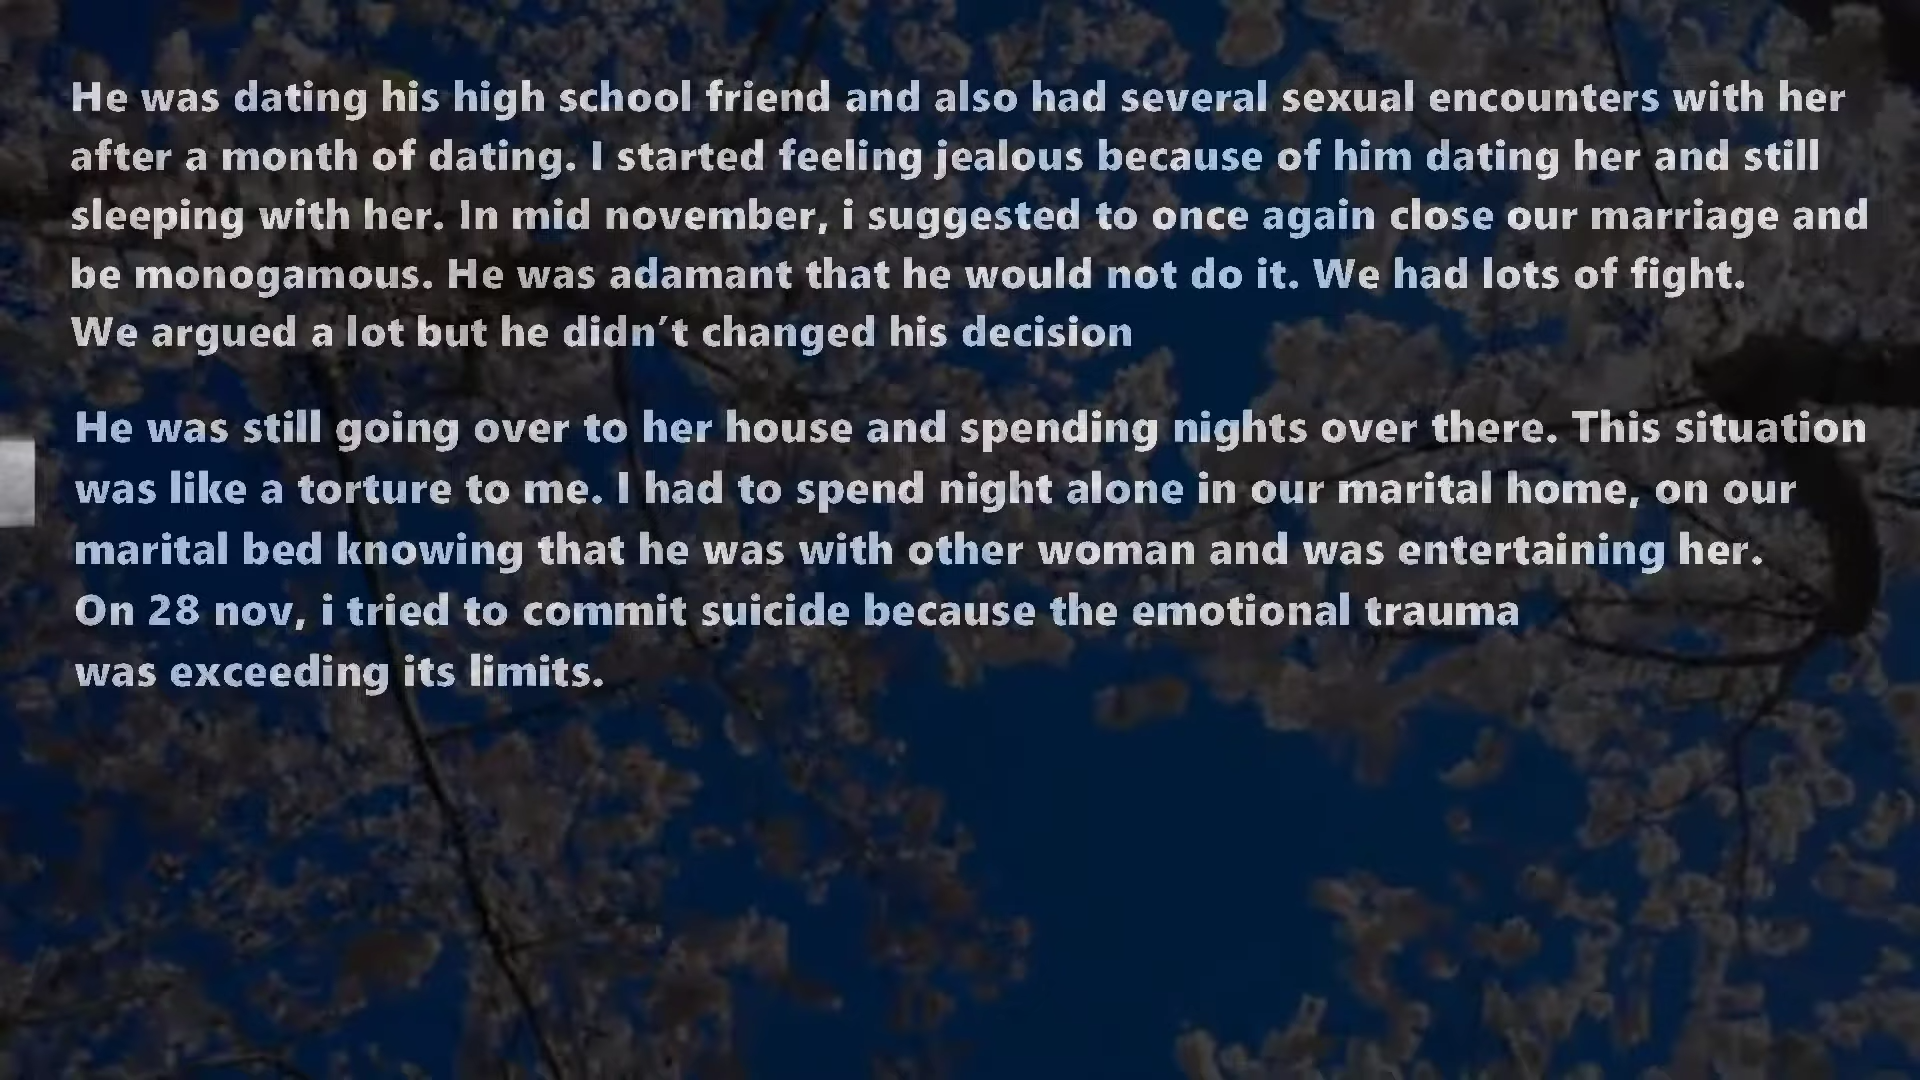 He was dating his high school friend and also had several sexual encounters with her
after a month of dating. I started feeling jealous because of him dating her and still
sleeping with her. In mid november, i suggested to once again close our marriage and
be monogamous. He was adamant that he would not do it. We had lots of fight.
We argued a lot but he didn't changed his decision
He was still going over to her house and spending nights over there. This situation
was like a torture to me. I had to spend night alone in our marital home, on our
marital bed knowing that he was with other woman and was entertaining her.
On 28 nov, i tried to commit suicide because the emotional trauma
was exceeding its limits.